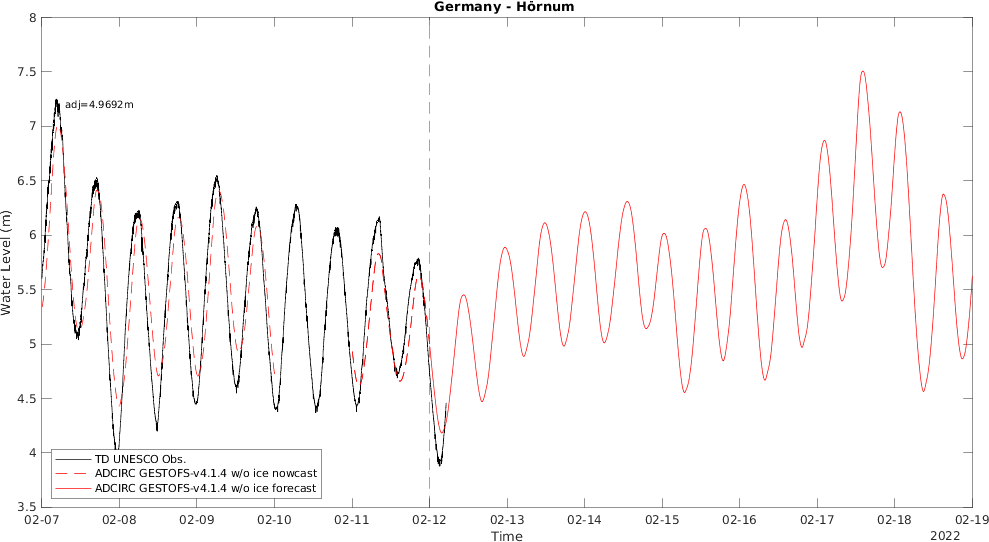 Germany - Hörnum
8
7.5
7
6.5
6
5.5
5
4.5
4
3.5
Water Level (m)
adj=4.9692m
TD UNESCO Obs.
ADCIRC GESTOFS-v4.1.4 w/o ice nowcast
ADCIRC GESTOFS-v4.1.4 w/o ice forecast
02-07 02-08 02-09 02-10 02-11 02-12 02-13 02-14 02-15 02-16 02-17 02-18 02-19
Time
2022